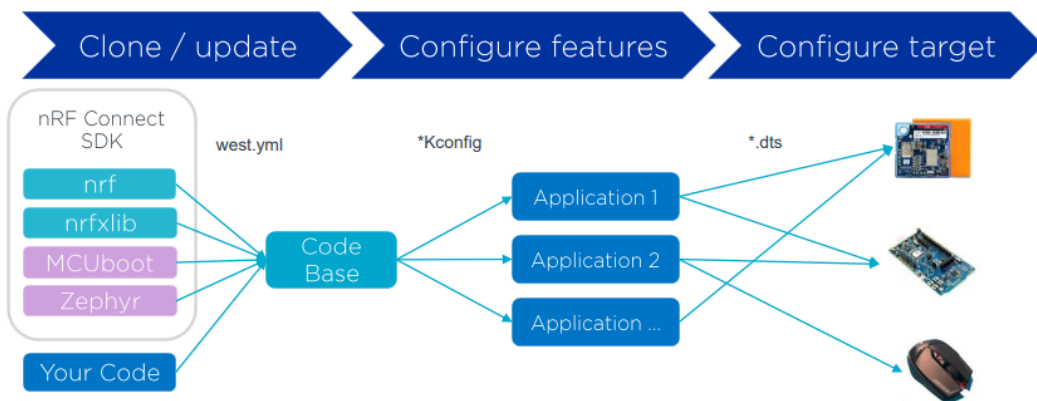 Clone / update
Configure features
Configure target
nRF Connect
SDK
west.yml
*Kconfig
*.dts
nrf
nrfxlib
MCUboot
Zephyr
Your Code
Code
Base
Application 1
Application 2
Application ...